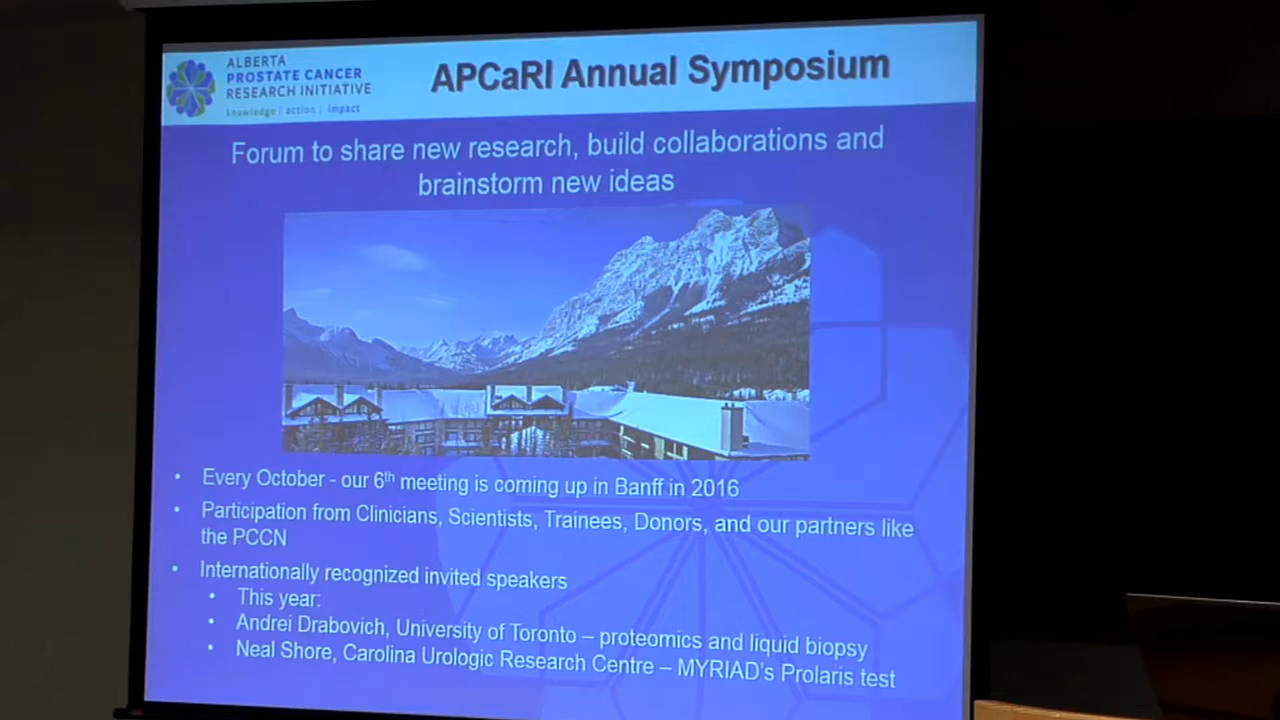 ALBERTA
PROSTATE CANCER
RESEARCH INITIATIVE
knowledge | action | impact
APCaRI Annual Symposium
Forum to share new research, build collaborations and
brainstorm new ideas
• Every October - our 6th meeting is coming up in Banff in 2016
• Participation from Clinicians, Scientists, Trainees, Donors, and our partners like
the PCCN
• Internationally recognized invited speakers
• This year:
• Andrei Drabovich, University of Toronto – proteomics and liquid biopsy
• Neal Shore, Carolina Urologic Research Centre – MYRIAD's Prolaris test